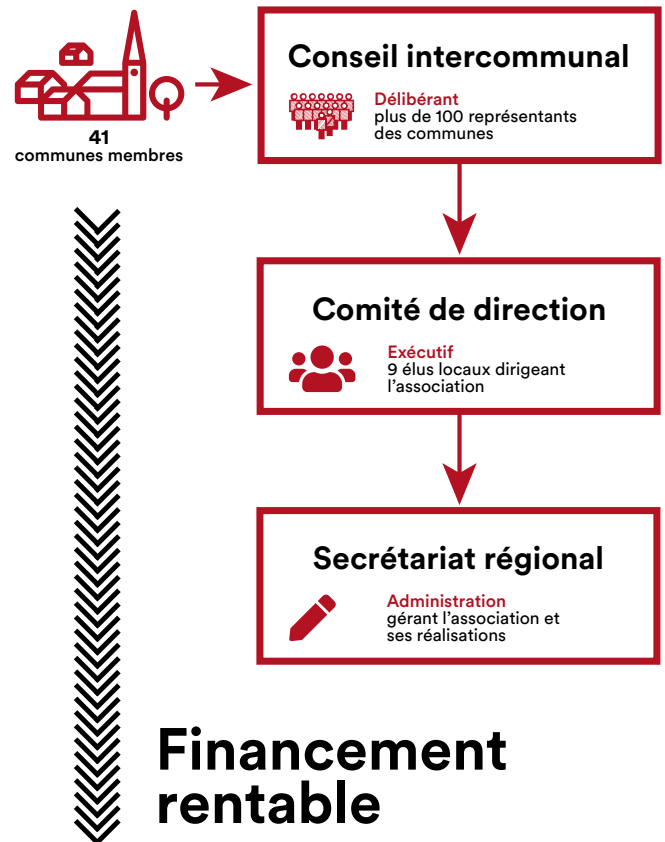 41
communes membres
Conseil intercommunal
Délibérant
plus de 100 représentants
des communes
Comité de direction
Exécutif
9 élus locaux dirigeant
l’association
Secrétariat régional
Administration
gérant l’association et
ses réalisations
Financement
rentable